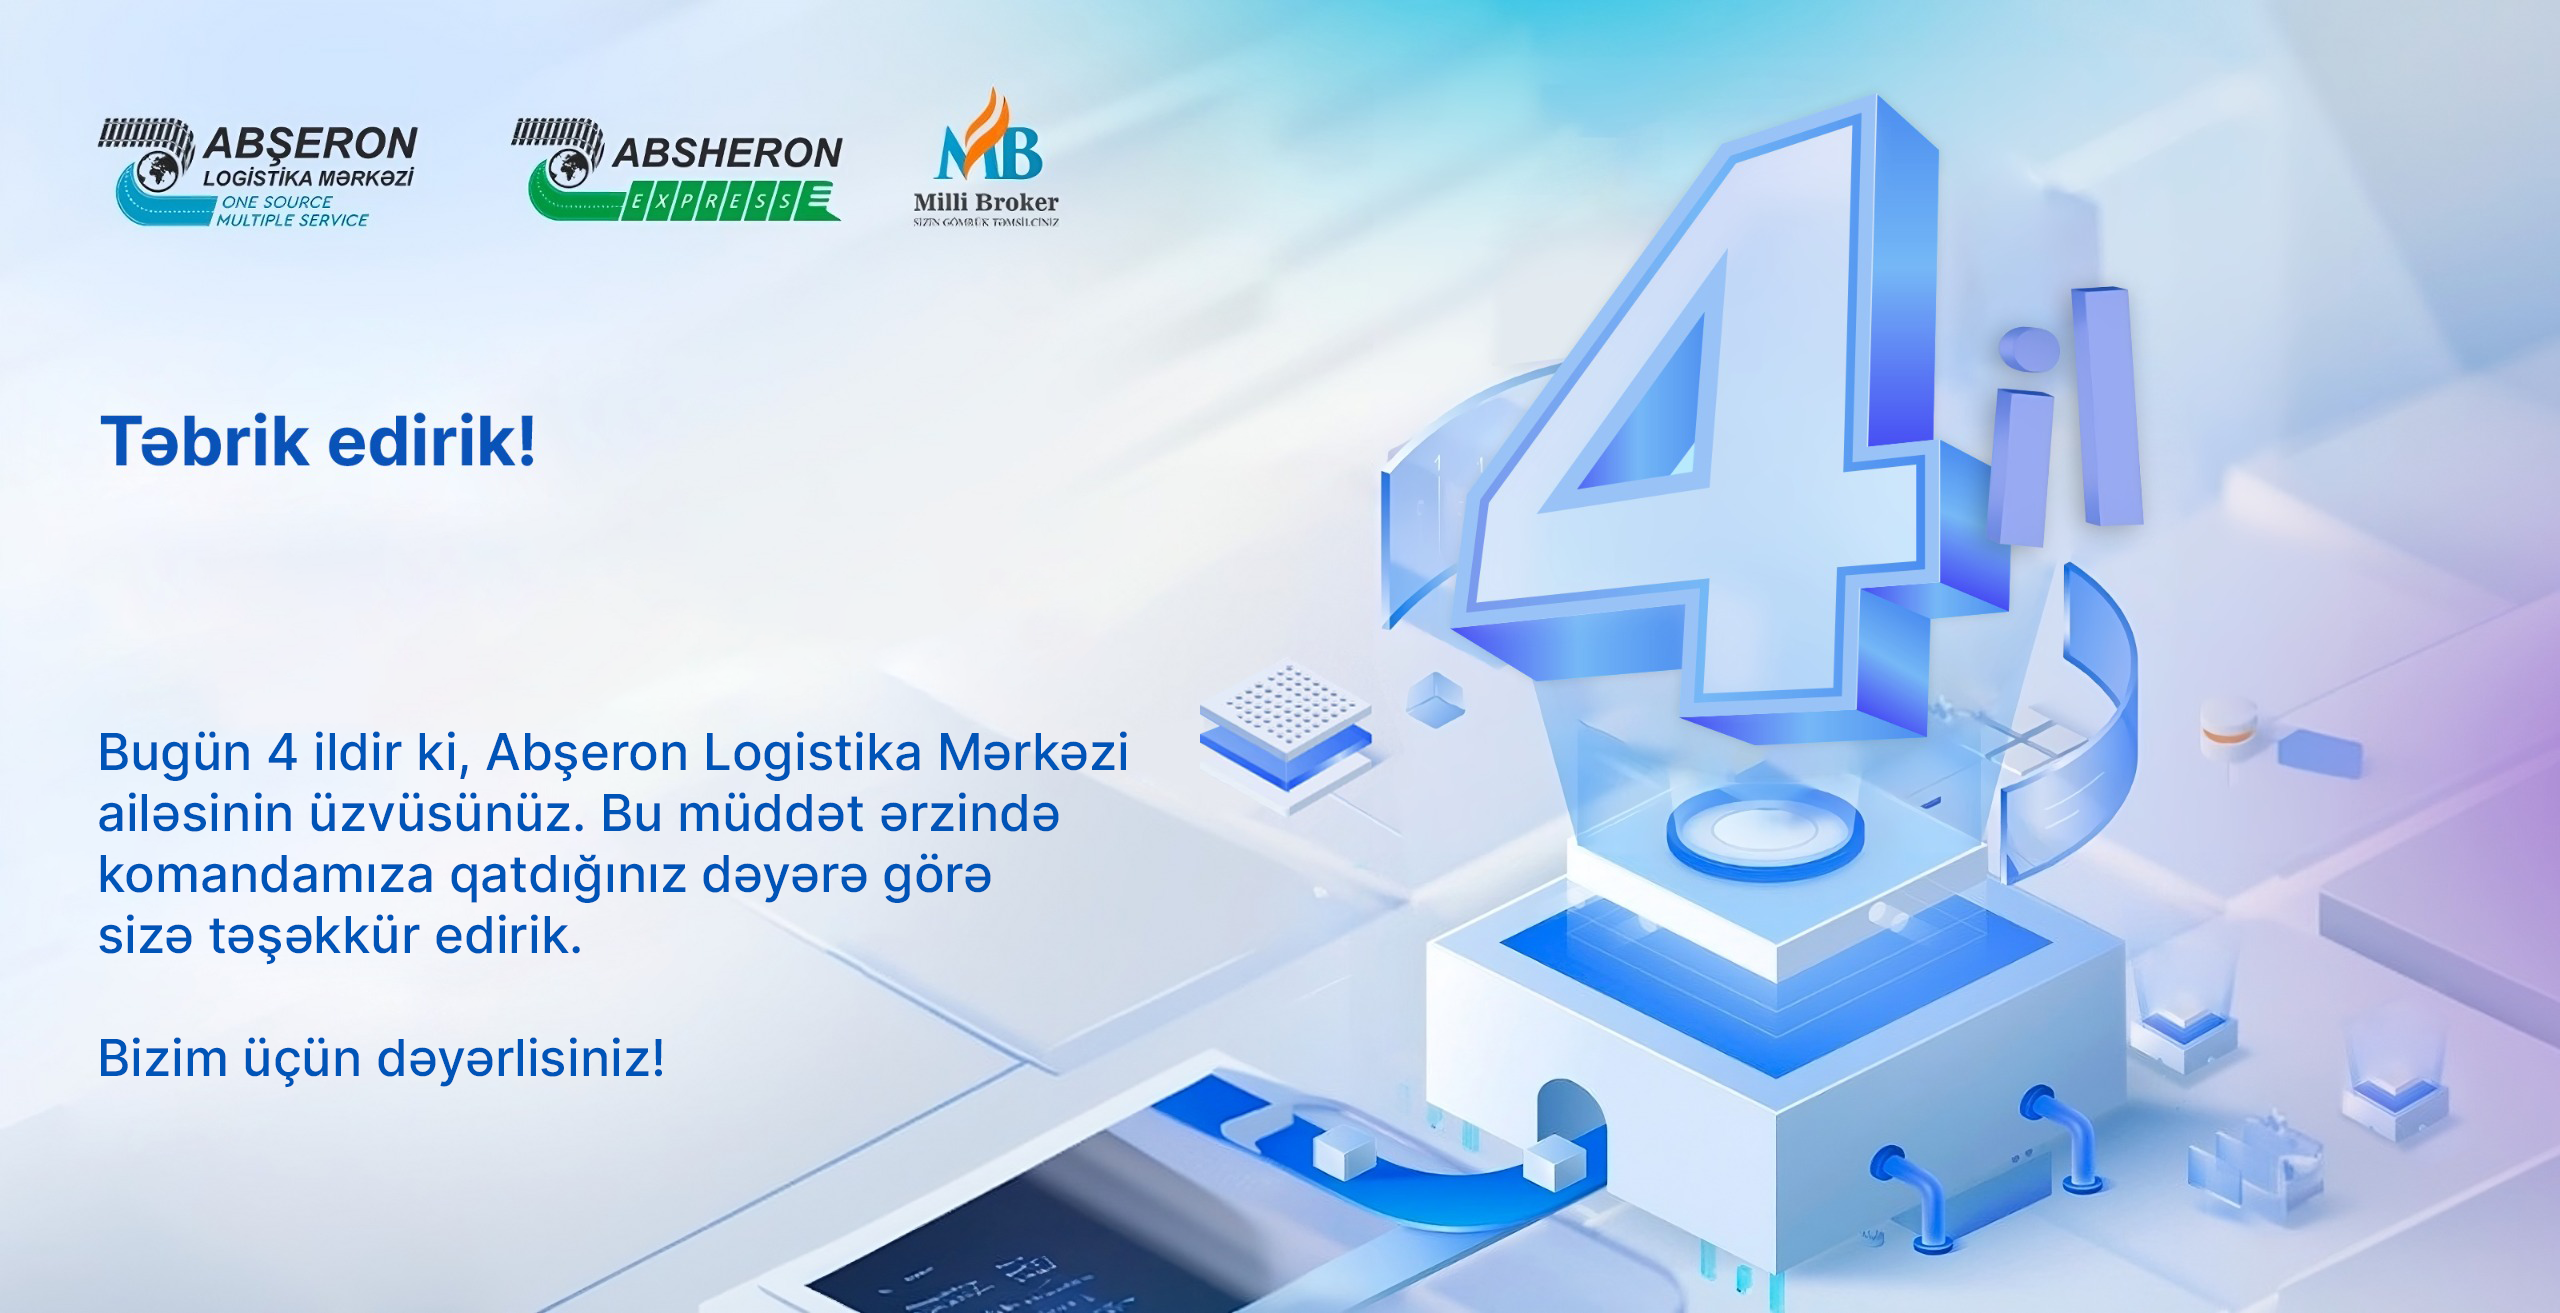 ABŞERON
LOGİSTİKA MƏRKƏZİ
ONE SOURCE
MULTIPLE SERVICE
ABSHERON
EXPRESS
MB
Milli Broker
SİZİN GÖMRÜK TƏMSİLÇİNİZ
4 il
Təbrik edirik!
Bugün 4 ildir ki, Abşeron Logistika Mərkəzi
ailəsinin üzvüsünüz. Bu müddət ərzində
komandamıza qatdığınız dəyərə görə
sizə təşəkkür edirik.
Bizim üçün dəyərlisiniz!